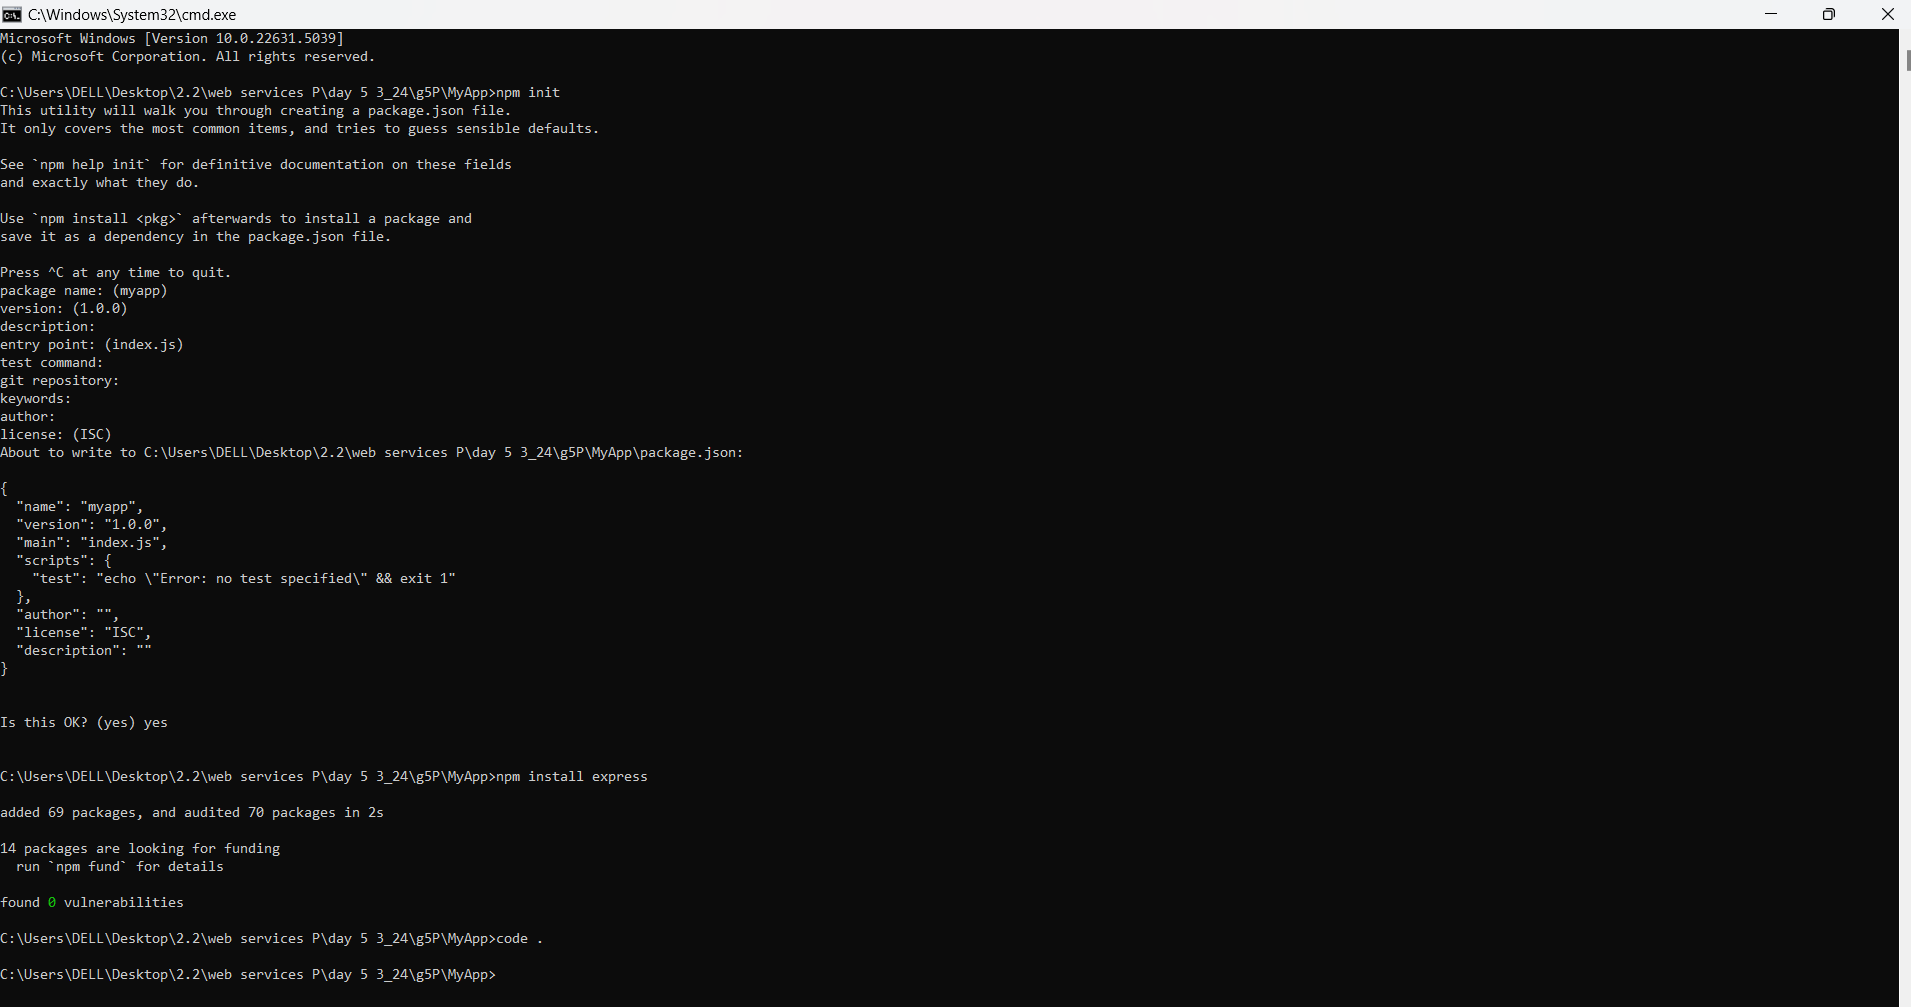 C:\Windows\System32\cmd.exe
Microsoft Windows [Version 10.0.22631.5039]
(c) Microsoft Corporation. All rights reserved.
C:\Users\DELL\Desktop\2.2\web services P\day 5 3_24\g5P\MyApp>npm init
This utility will walk you through creating a package.json file.
It only covers the most common items, and tries to guess sensible defaults.
See `npm help init` for definitive documentation on these fields
and exactly what they do.
Use `npm install <pkg>` afterwards to install a package and
save it as a dependency in the package.json file.
Press ^C at any time to quit.
package name: (myapp)
version: (1.0.0)
description:
entry point: (index.js)
test command:
git repository:
keywords:
author:
license: (ISC)
About to write to C:\Users\DELL\Desktop\2.2\web services P\day 5 3_24\g5P\MyApp\package.json:
{
  "name": "myapp",
  "version": "1.0.0",
  "main": "index.js",
  "scripts": {
    "test": "echo \"Error: no test specified\" && exit 1"
  },
  "author": "",
  "license": "ISC",
  "description": ""
}
Is this OK? (yes) yes
C:\Users\DELL\Desktop\2.2\web services P\day 5 3_24\g5P\MyApp>npm install express
added 69 packages, and audited 70 packages in 2s
14 packages are looking for funding
  run `npm fund` for details
found 0 vulnerabilities
C:\Users\DELL\Desktop\2.2\web services P\day 5 3_24\g5P\MyApp>code .
C:\Users\DELL\Desktop\2.2\web services P\day 5 3_24\g5P\MyApp>